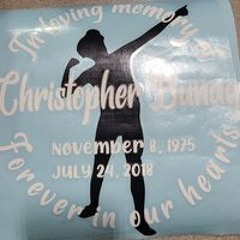 In loving memory of
Christopher
November 8, 1975
July 24, 2018
Forever in our hearts